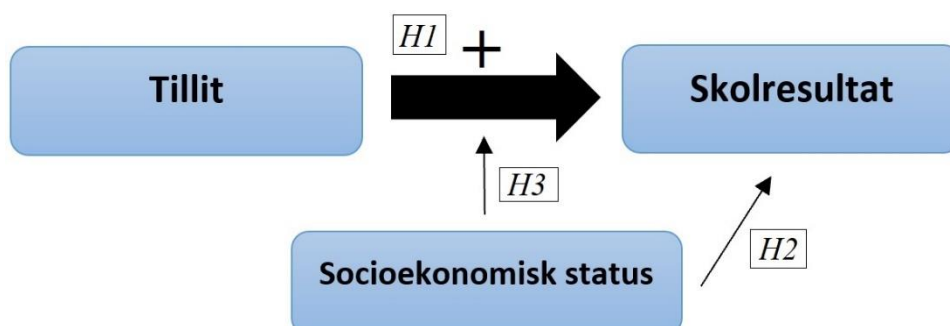 H1
+
Tillit
Skolresultat
H3
H2
Socioekonomisk status